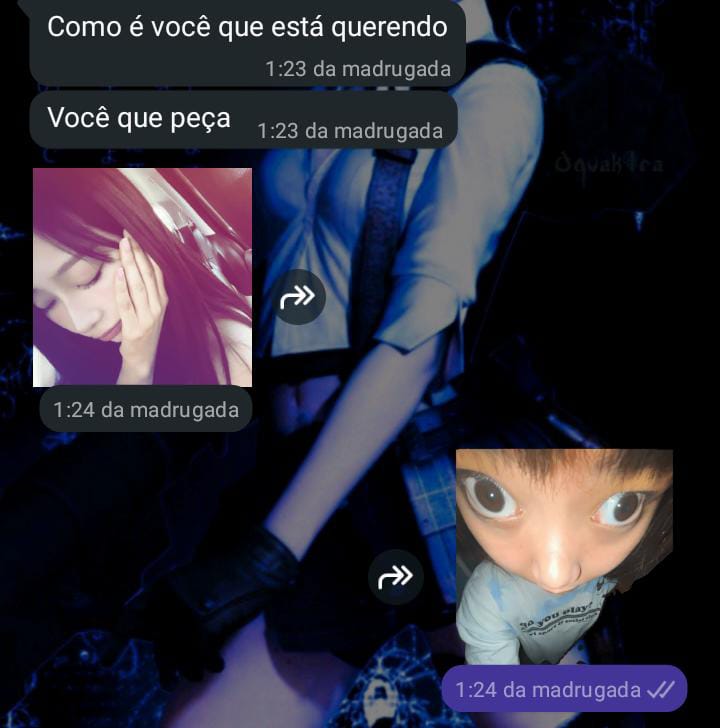 Como é você que está querendo
1:23 da madrugada
Você que peça
1:23 da madrugada
1:24 da madrugada
1:24 da madrugada